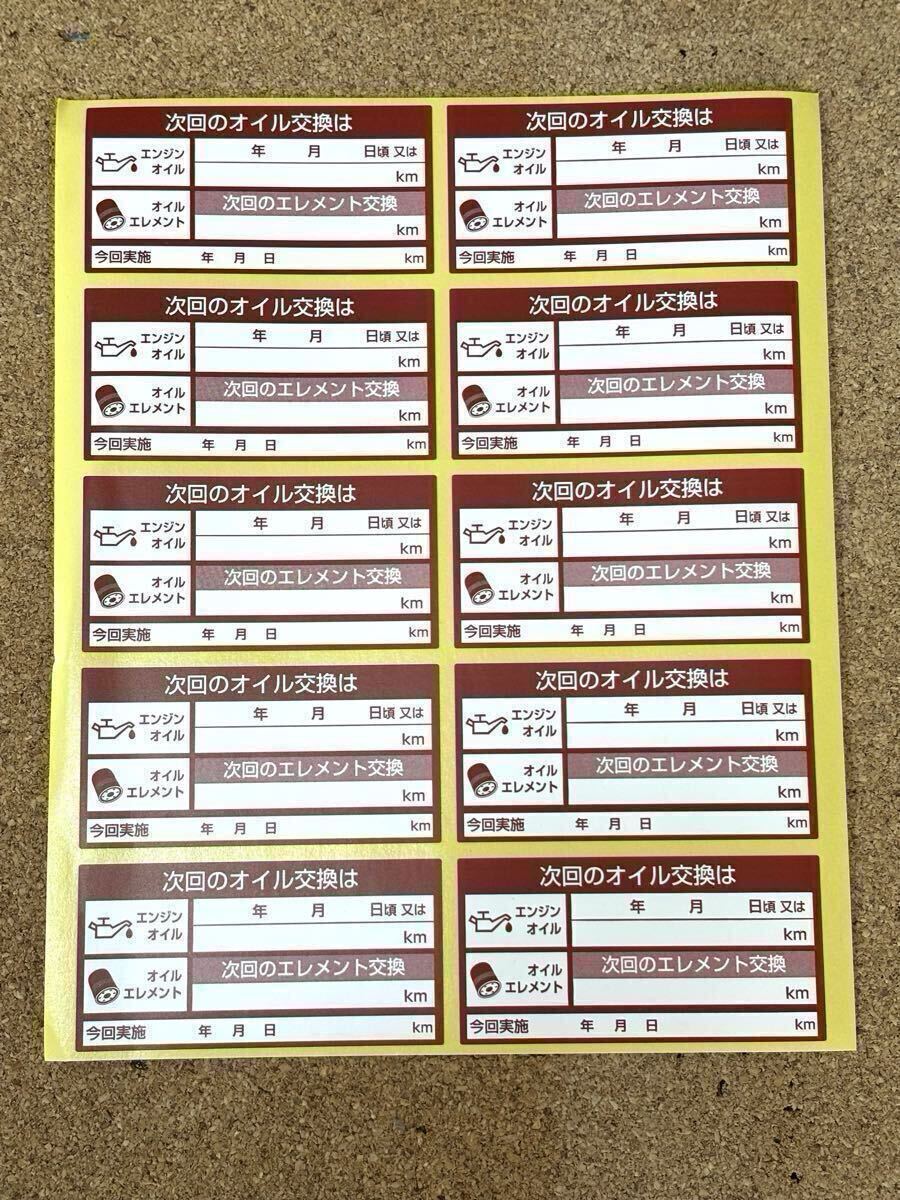 次回のオイル交換は
エンジン
オイル
年 月 日頃 又は
km
オイル
エレメント
次回のエレメント交換
km
今回実施 年 月 日 km
次回のオイル交換は
エンジン
オイル
年 月 日頃 又は
km
オイル
エレメント
次回のエレメント交換
km
今回実施 年 月 日 km
次回のオイル交換は
エンジン
オイル
年 月 日頃 又は
km
オイル
エレメント
次回のエレメント交換
km
今回実施 年 月 日 km
次回のオイル交換は
エンジン
オイル
年 月 日頃 又は
km
オイル
エレメント
次回のエレメント交換
km
今回実施 年 月 日 km
次回のオイル交換は
エンジン
オイル
年 月 日頃 又は
km
オイル
エレメント
次回のエレメント交換
km
今回実施 年 月 日 km
次回のオイル交換は
エンジン
オイル
年 月 日頃 又は
km
オイル
エレメント
次回のエレメント交換
km
今回実施 年 月 日 km
次回のオイル交換は
エンジン
オイル
年 月 日頃 又は
km
オイル
エレメント
次回のエレメント交換
km
今回実施 年 月 日 km
次回のオイル交換は
エンジン
オイル
年 月 日頃 又は
km
オイル
エレメント
次回のエレメント交換
km
今回実施 年 月 日 km
次回のオイル交換は
エンジン
オイル
年 月 日頃 又は
km
オイル
エレメント
次回のエレメント交換
km
今回実施 年 月 日 km
次回のオイル交換は
エンジン
オイル
年 月 日頃 又は
km
オイル
エレメント
次回のエレメント交換
km
今回実施 年 月 日 km